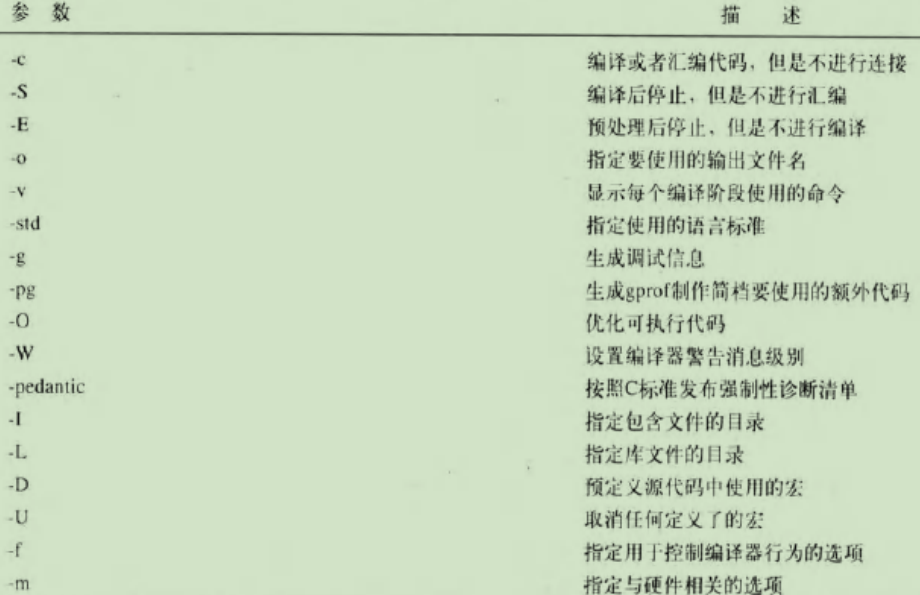 参 数 描 述
-c 编译或者汇编代码，但是不进行连接
-S 编译后停止，但是不进行汇编
-E 预处理后停止，但是不进行编译
-o 指定要使用的输出文件名
-v 显示每个编译阶段使用的命令
-std 指定使用的语言标准
-g 生成调试信息
-pg 生成gprof制作简档要使用的额外代码
-O 优化可执行代码
-W 设置编译器警告消息级别
-pedantic 按照C标准发布强制性诊断清单
-I 指定包含文件的目录
-L 指定库文件的目录
-D 预定义源代码中使用的宏
-U 取消任何定义了的宏
-f 指定用于控制编译器行为的选项
-m 指定与硬件相关的选项